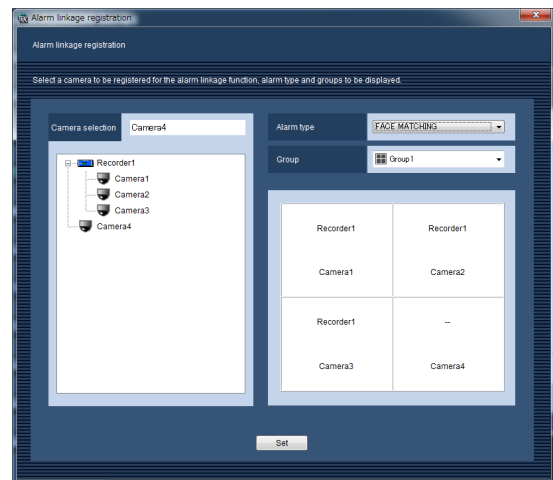 Alarm linkage registration
Alarm linkage registration
Select a camera to be registered for the alarm linkage function, alarm type and groups to be displayed.
Camera selection Camera4
Recorder1
Camera1
Camera2
Camera3
Camera4
Alarm type FACE MATCHING
Group Group1
Recorder1 Recorder1
Camera1 Camera2
Recorder1 --
Camera3 Camera4
Set